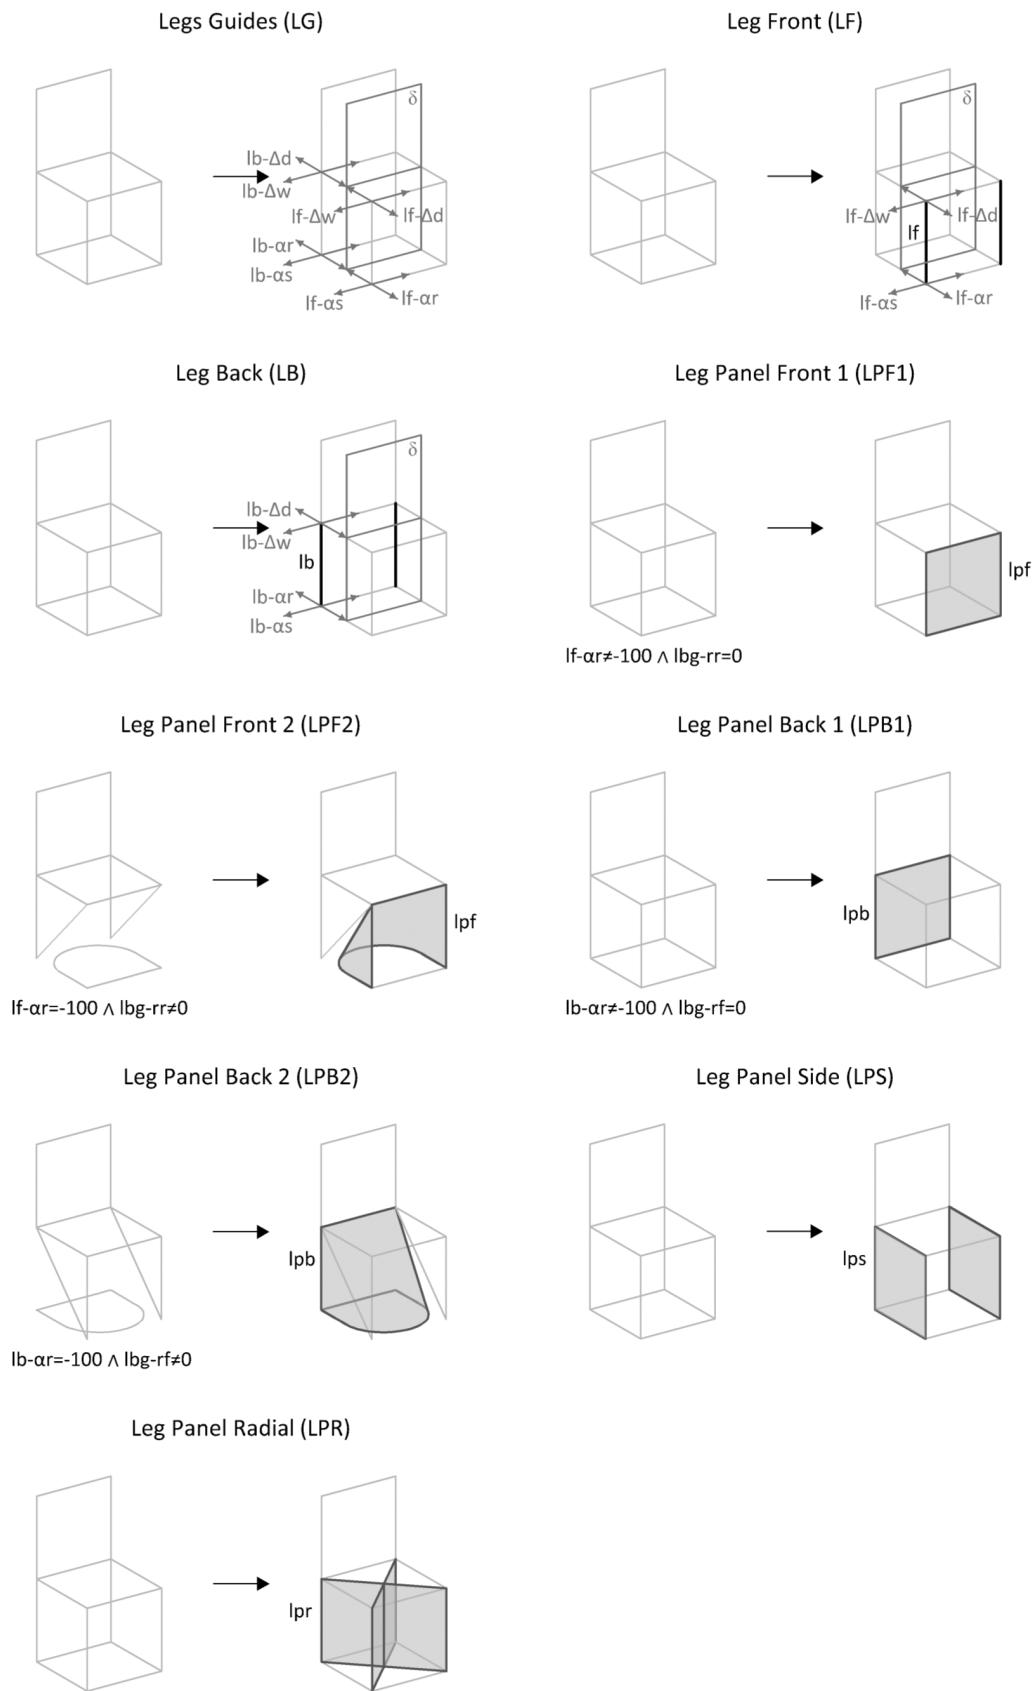 Legs Guides (LG)
Leg Front (LF)
δ
lb-Δd
lb-Δw
lf-Δw
lf-Δd
lb-αr
lb-αs
lf-αs
lf-αr
δ
lf-Δw
lf-Δd
lf
lf-αs
lf-αr
Leg Back (LB)
Leg Panel Front 1 (LPF1)
δ
lb-Δd
lb-Δw
lb
lb-αr
lb-αs
lpf
lf-αr≠-100 ∧ lbg-rr=0
Leg Panel Front 2 (LPF2)
Leg Panel Back 1 (LPB1)
lpf
lpb
lf-αr=-100 ∧ lbg-rr≠0
lb-αr≠-100 ∧ lbg-rf=0
Leg Panel Back 2 (LPB2)
Leg Panel Side (LPS)
lpb
lps
lb-αr=-100 ∧ lbg-rf≠0
Leg Panel Radial (LPR)
lpr